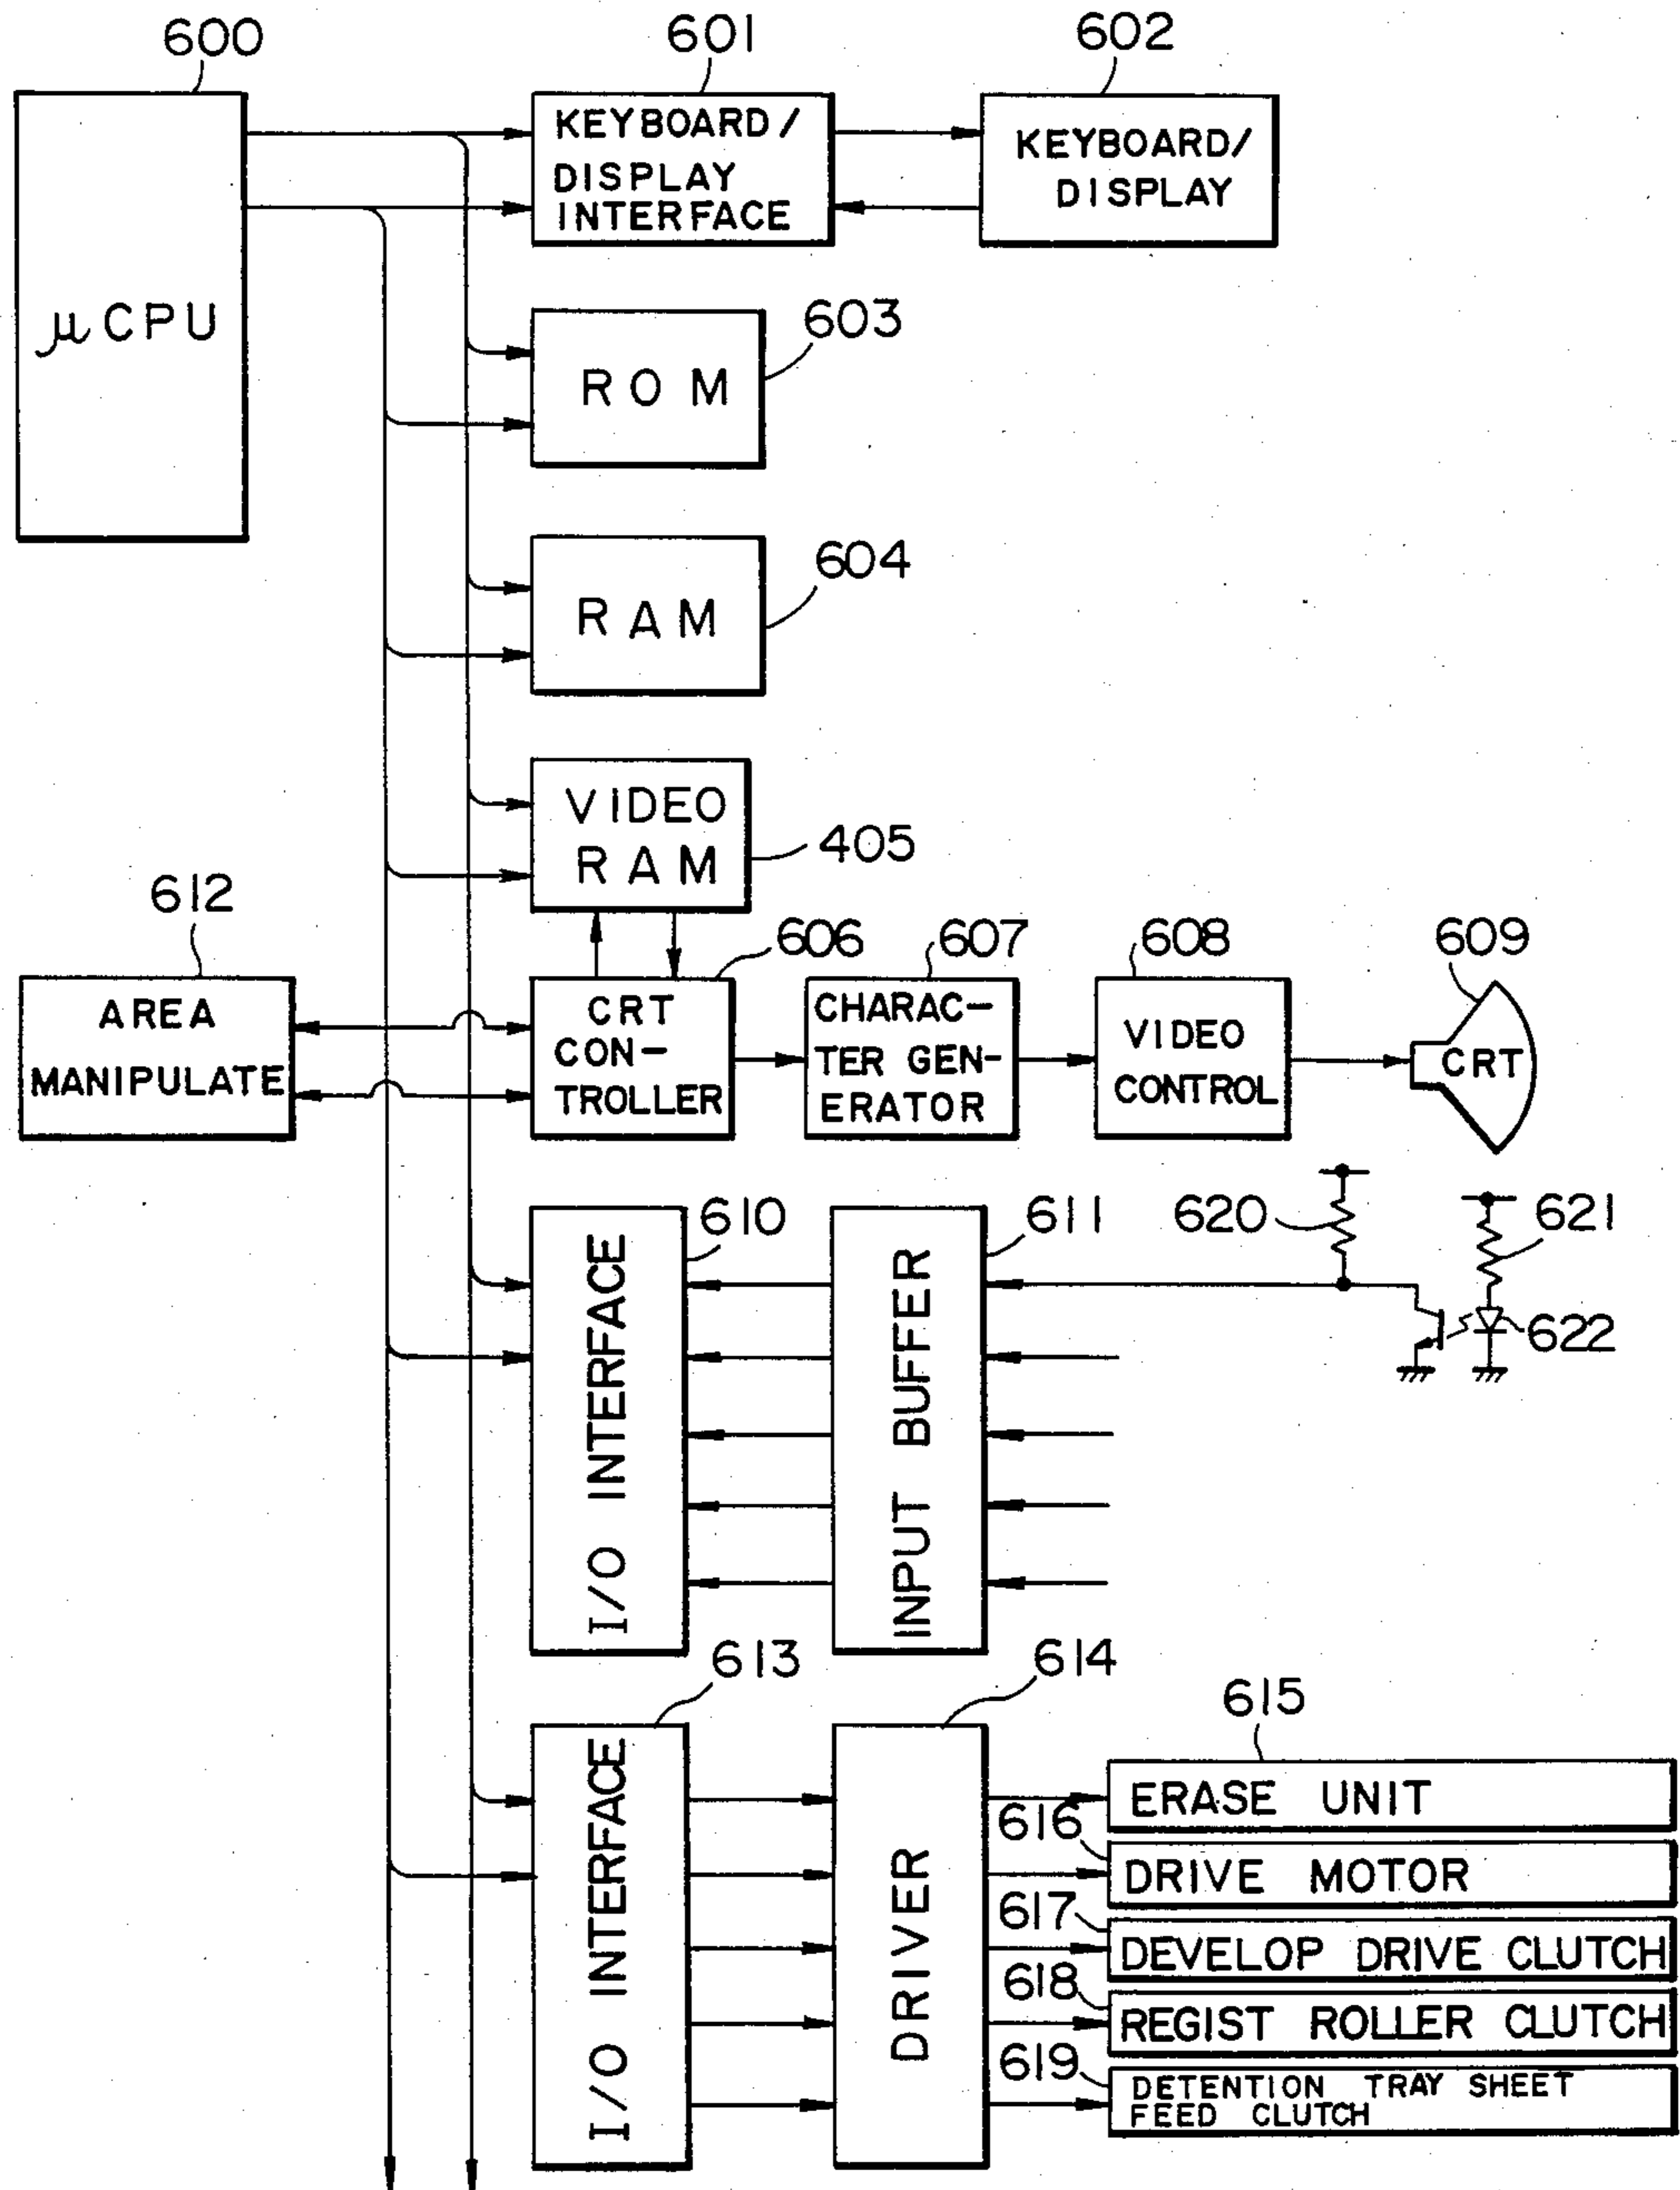 600
601
602
μCPU
KEYBOARD/
DISPLAY
INTERFACE
KEYBOARD/
DISPLAY
603
ROM
604
RAM
VIDEO
RAM
405
612
AREA
MANIPULATE
606
CRT
CON-
TROLLER
607
CHARAC-
TER GEN-
ERATOR
608
VIDEO
CONTROL
609
CRT
610
I/O INTERFACE
611
INPUT BUFFER
620
621
622
613
I/O INTERFACE
614
DRIVER
615
ERASE UNIT
616
DRIVE MOTOR
617
DEVELOP DRIVE CLUTCH
618
REGIST ROLLER CLUTCH
619
DETENTION TRAY SHEET
FEED CLUTCH